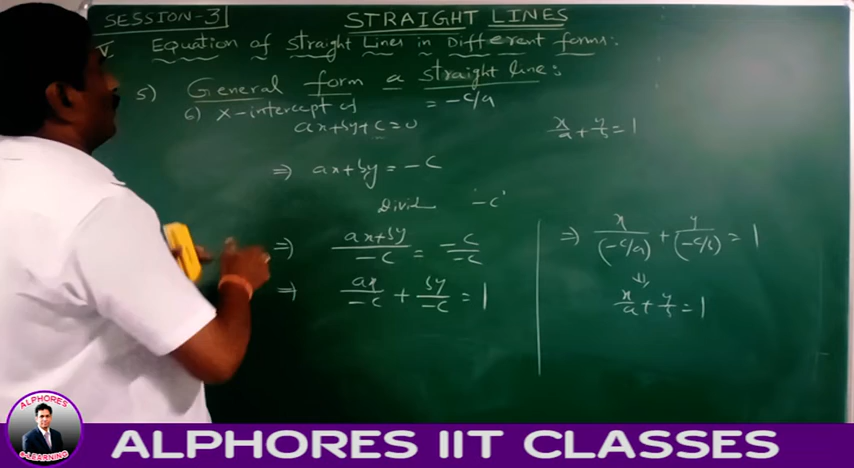 SESSION-3 STRAIGHT LINES
V. Equation of straight Lines in Different forms:
5) General form a straight line:
6) X-intercept of = -c/a
ax+by+c=0
x/a + y/b = 1
⇒ ax+by = -c
Divid '-c'
⇒ (ax+by)/-c = -c/-c
⇒ x/(-c/a) + y/(-c/b) = 1
⇒ ax/-c + by/-c = 1
⇓
x/a + y/b = 1
ALPHORES
E-LEARNING
ALPHORES IIT CLASSES